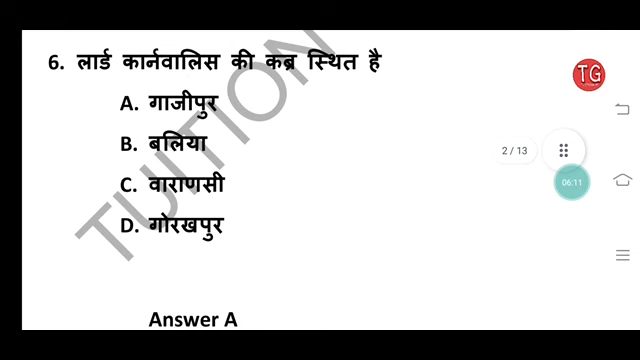 6. लार्ड कार्नवालिस की कब्र स्थित है
TG
A. गाजीपुर
B. बलिया
2 / 13
C. वाराणसी
06:11
D. गोरखपुर
TUITION
Answer A